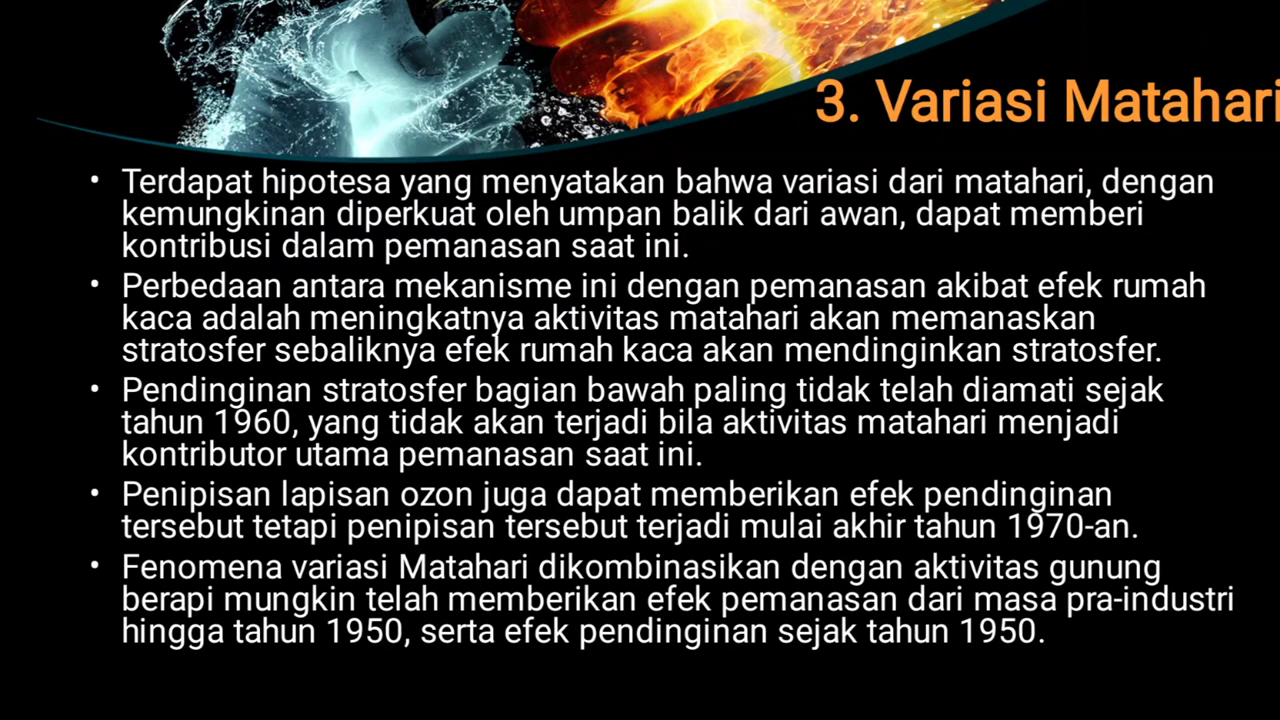 3. Variasi Matahari
• Terdapat hipotesa yang menyatakan bahwa variasi dari matahari, dengan
kemungkinan diperkuat oleh umpan balik dari awan, dapat memberi
kontribusi dalam pemanasan saat ini.
• Perbedaan antara mekanisme ini dengan pemanasan akibat efek rumah
kaca adalah meningkatnya aktivitas matahari akan memanaskan
stratosfer sebaliknya efek rumah kaca akan mendinginkan stratosfer.
• Pendinginan stratosfer bagian bawah paling tidak telah diamati sejak
tahun 1960, yang tidak akan terjadi bila aktivitas matahari menjadi
kontributor utama pemanasan saat ini.
• Penipisan lapisan ozon juga dapat memberikan efek pendinginan
tersebut tetapi penipisan tersebut terjadi mulai akhir tahun 1970-an.
• Fenomena variasi Matahari dikombinasikan dengan aktivitas gunung
berapi mungkin telah memberikan efek pemanasan dari masa pra-industri
hingga tahun 1950, serta efek pendinginan sejak tahun 1950.